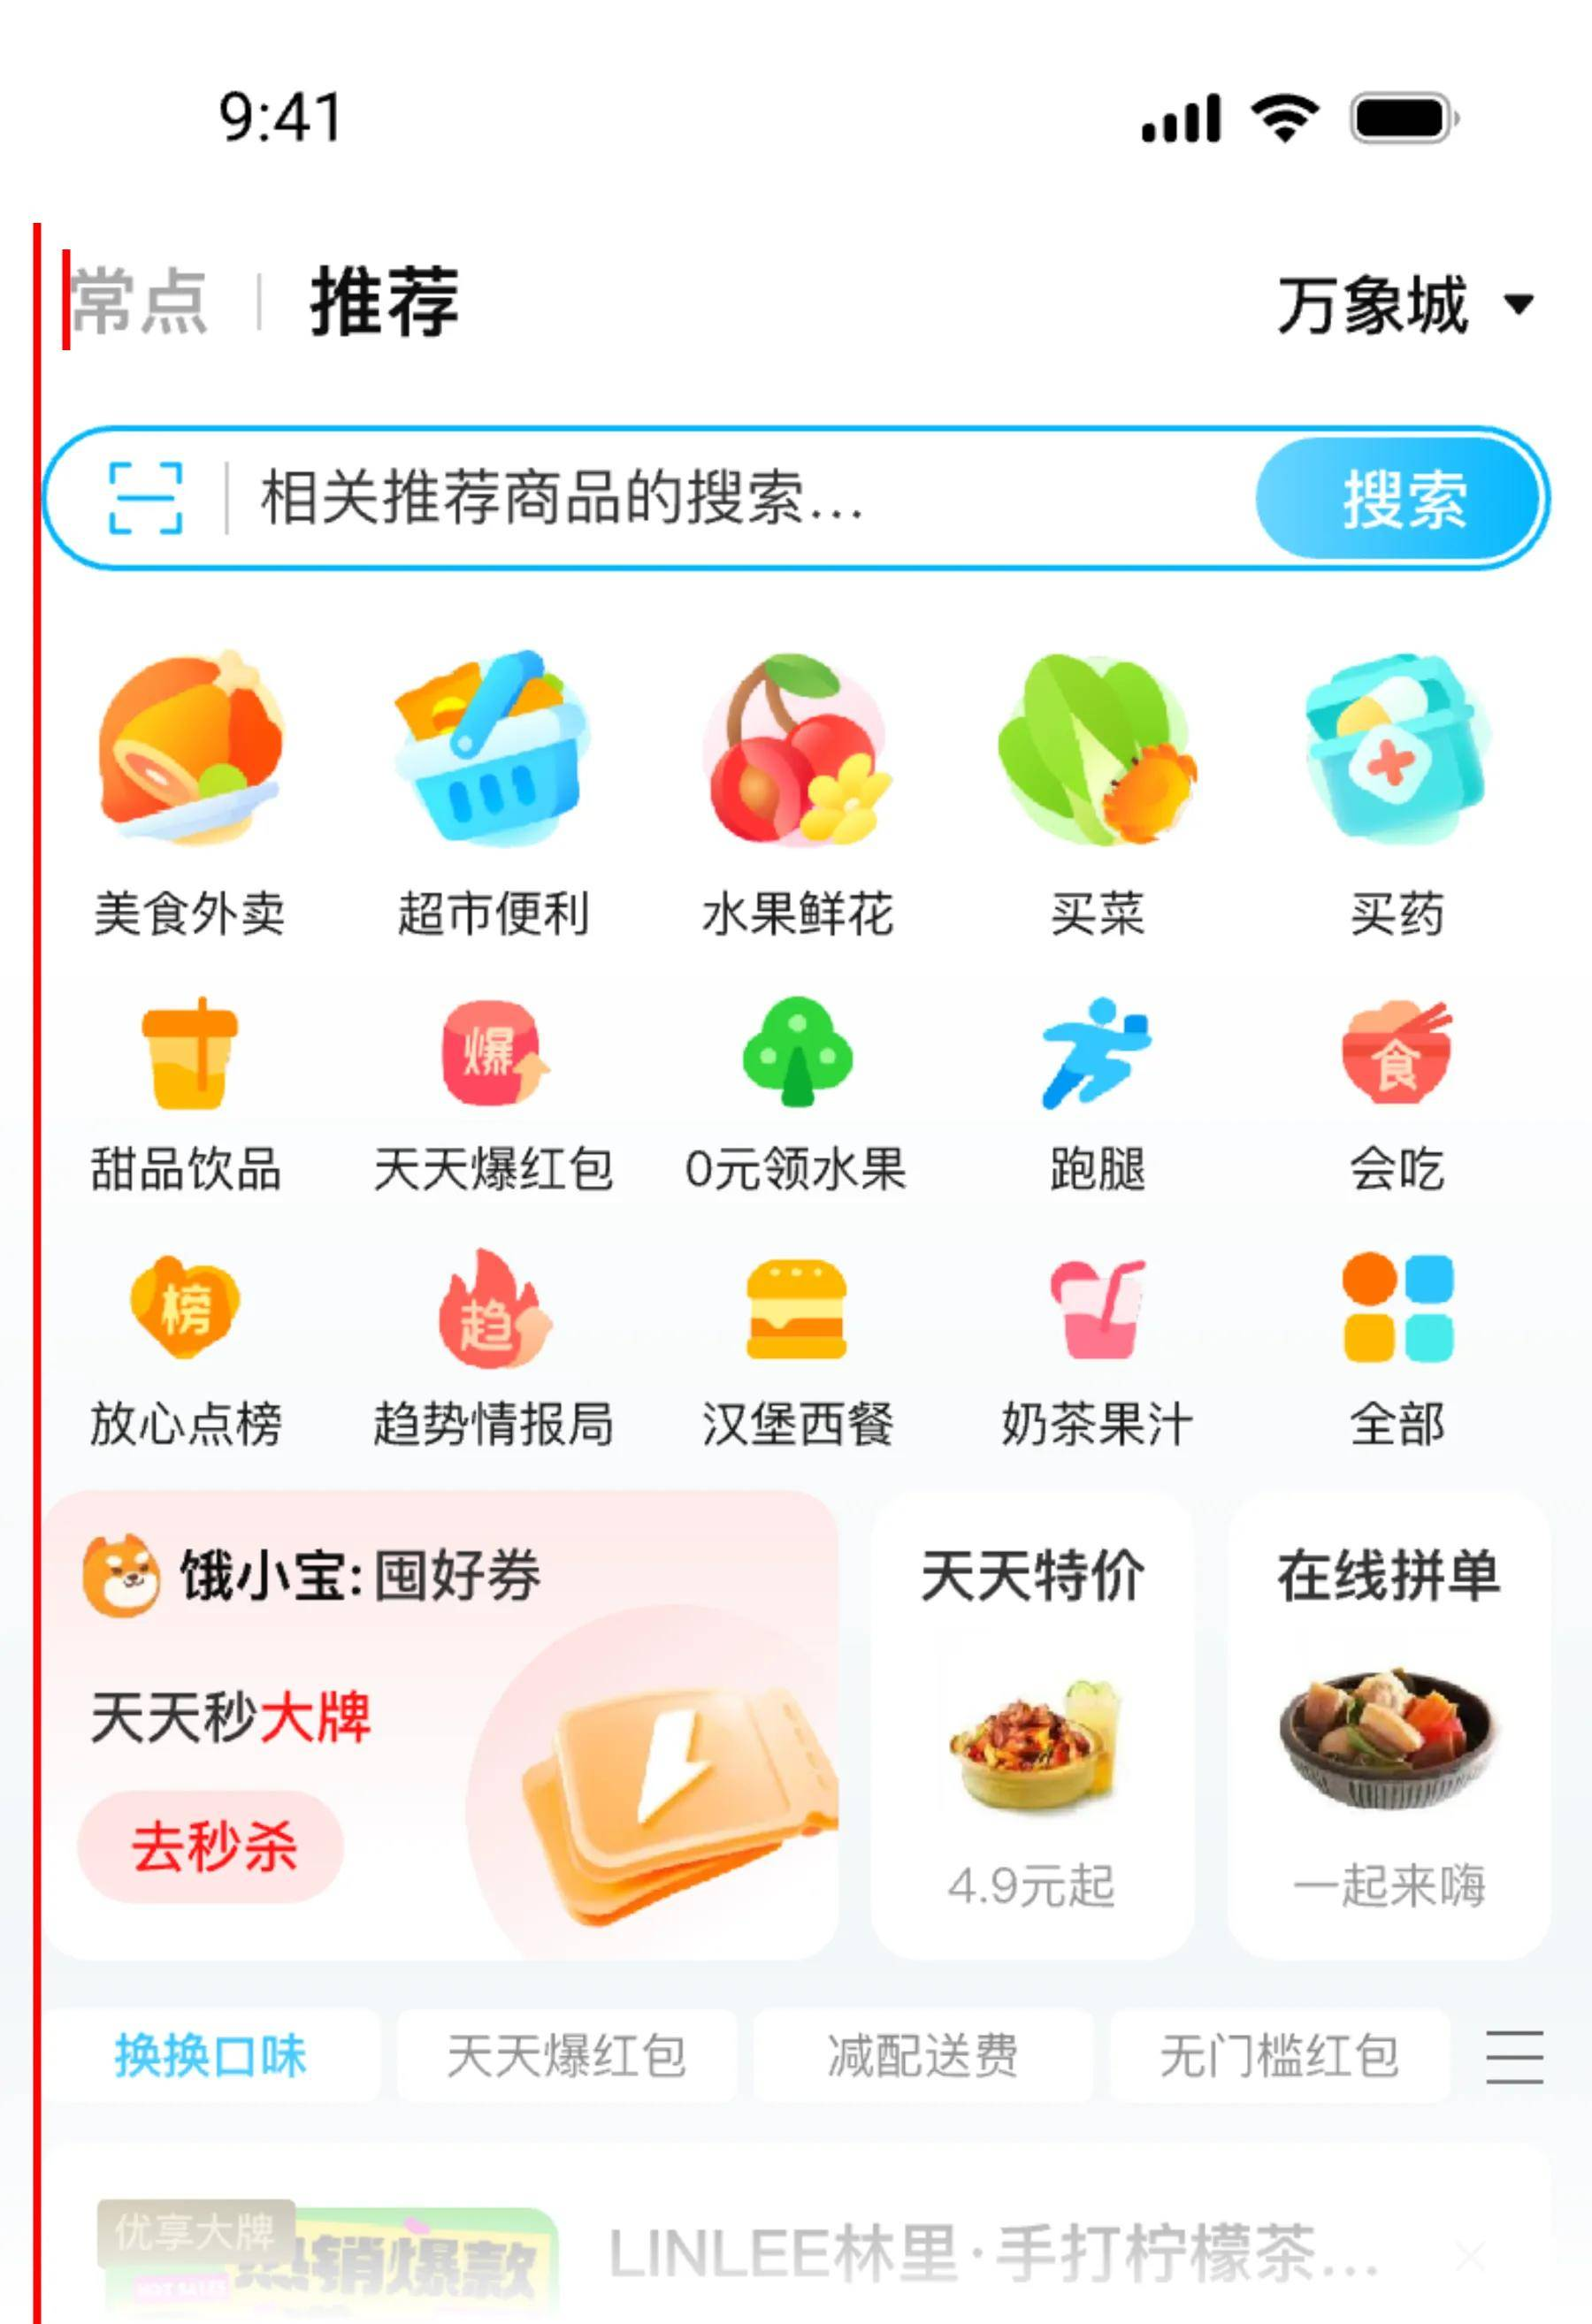 9:41
常点 推荐 万象城
相关推荐商品的搜索... 搜索
美食外卖 超市便利 水果鲜花 买菜 买药
爆 食
甜品饮品 天天爆红包 0元领水果 跑腿 会吃
榜 趋
放心点榜 趋势情报局 汉堡西餐 奶茶果汁 全部
饿小宝:囤好券 天天特价 在线拼单
天天秒大牌
去秒杀 4.9元起 一起来嗨
换换口味 天天爆红包 减配送费 无门槛红包
优享大牌 LINLEE林里·手打柠檬茶...
热销爆款
HOT SALES